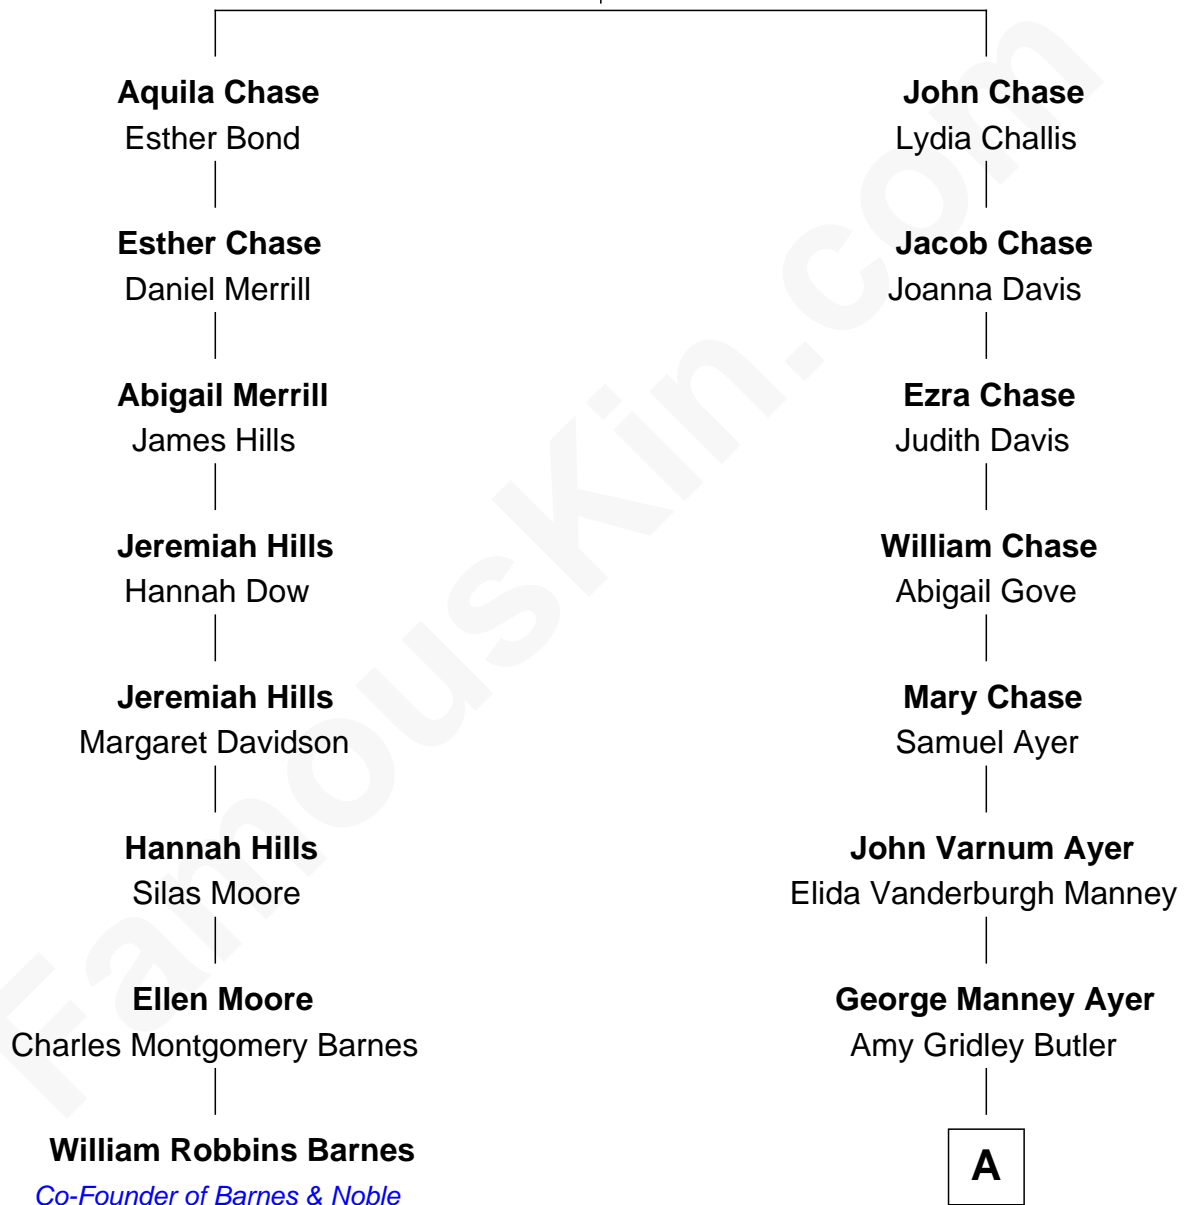 Aquila Chase
Esther Bond
Esther Chase
Daniel Merrill
Abigail Merrill
James Hills
Jeremiah Hills
Hannah Dow
Jeremiah Hills
Margaret Davidson
Hannah Hills
Silas Moore
Ellen Moore
Charles Montgomery Barnes
William Robbins Barnes
Co-Founder of Barnes & Noble
John Chase
Lydia Challis
Jacob Chase
Joanna Davis
Ezra Chase
Judith Davis
William Chase
Abigail Gove
Mary Chase
Samuel Ayer
John Varnum Ayer
Elida Vanderburgh Manney
George Manney Ayer
Amy Gridley Butler
A
FamousKin.com